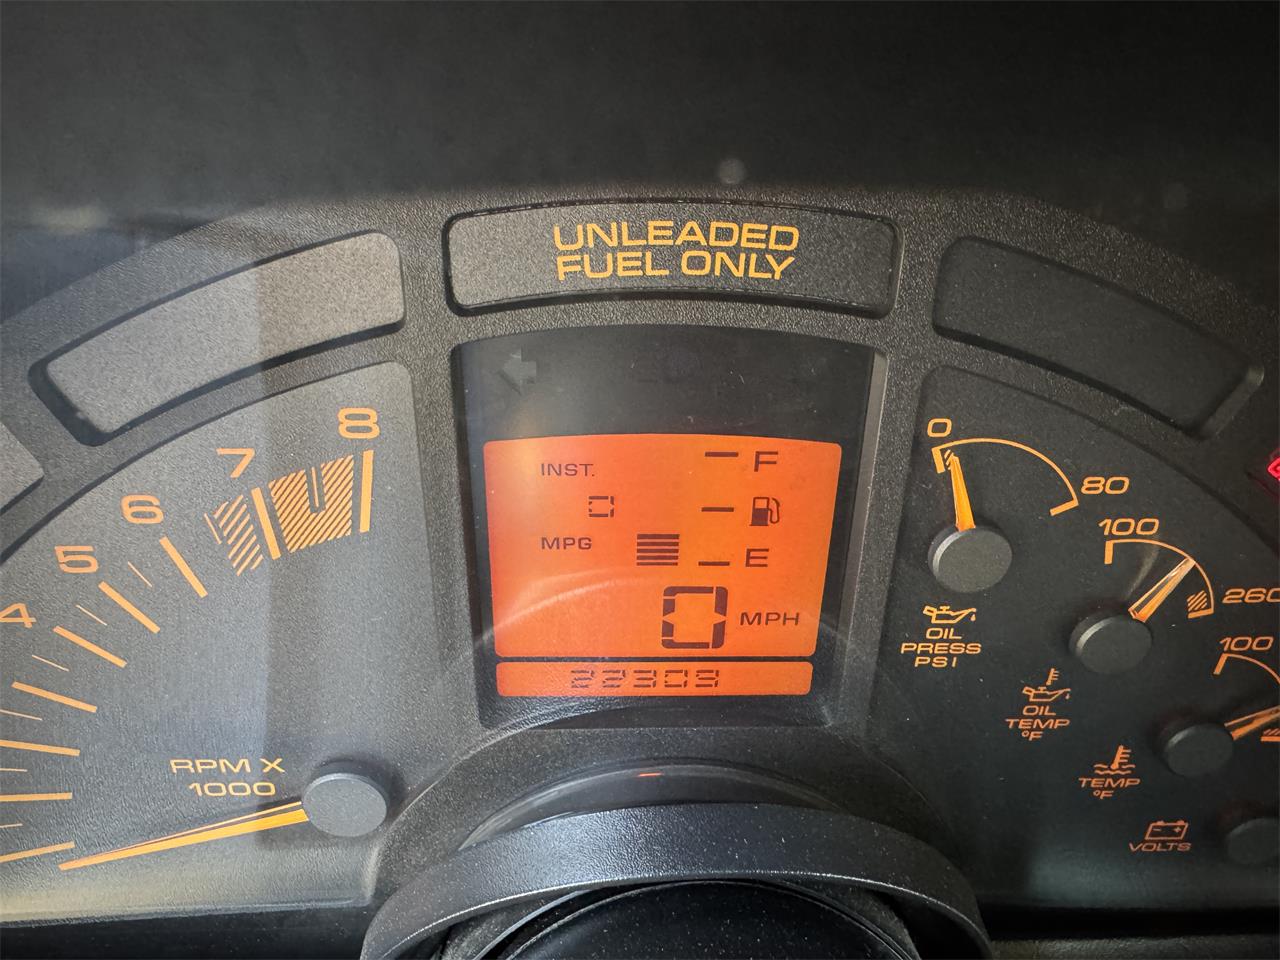 UNLEADED
FUEL ONLY
8
7
6
5
4
RPM X
1000
INST.
0
MPG
F
E
0 MPH
22309
0
80
OIL
PRESS
PSI
100
260
OIL
TEMP
°F
100
TEMP
°F
VOLTS